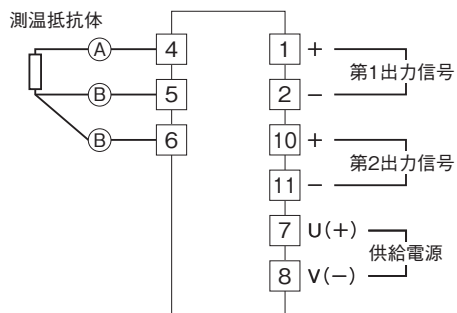 測温抵抗体
A 4
B 5
B 6
1 +
第1出力信号
2 −
10 +
第2出力信号
11 −
7 U(+)
供給電源
8 V(−)